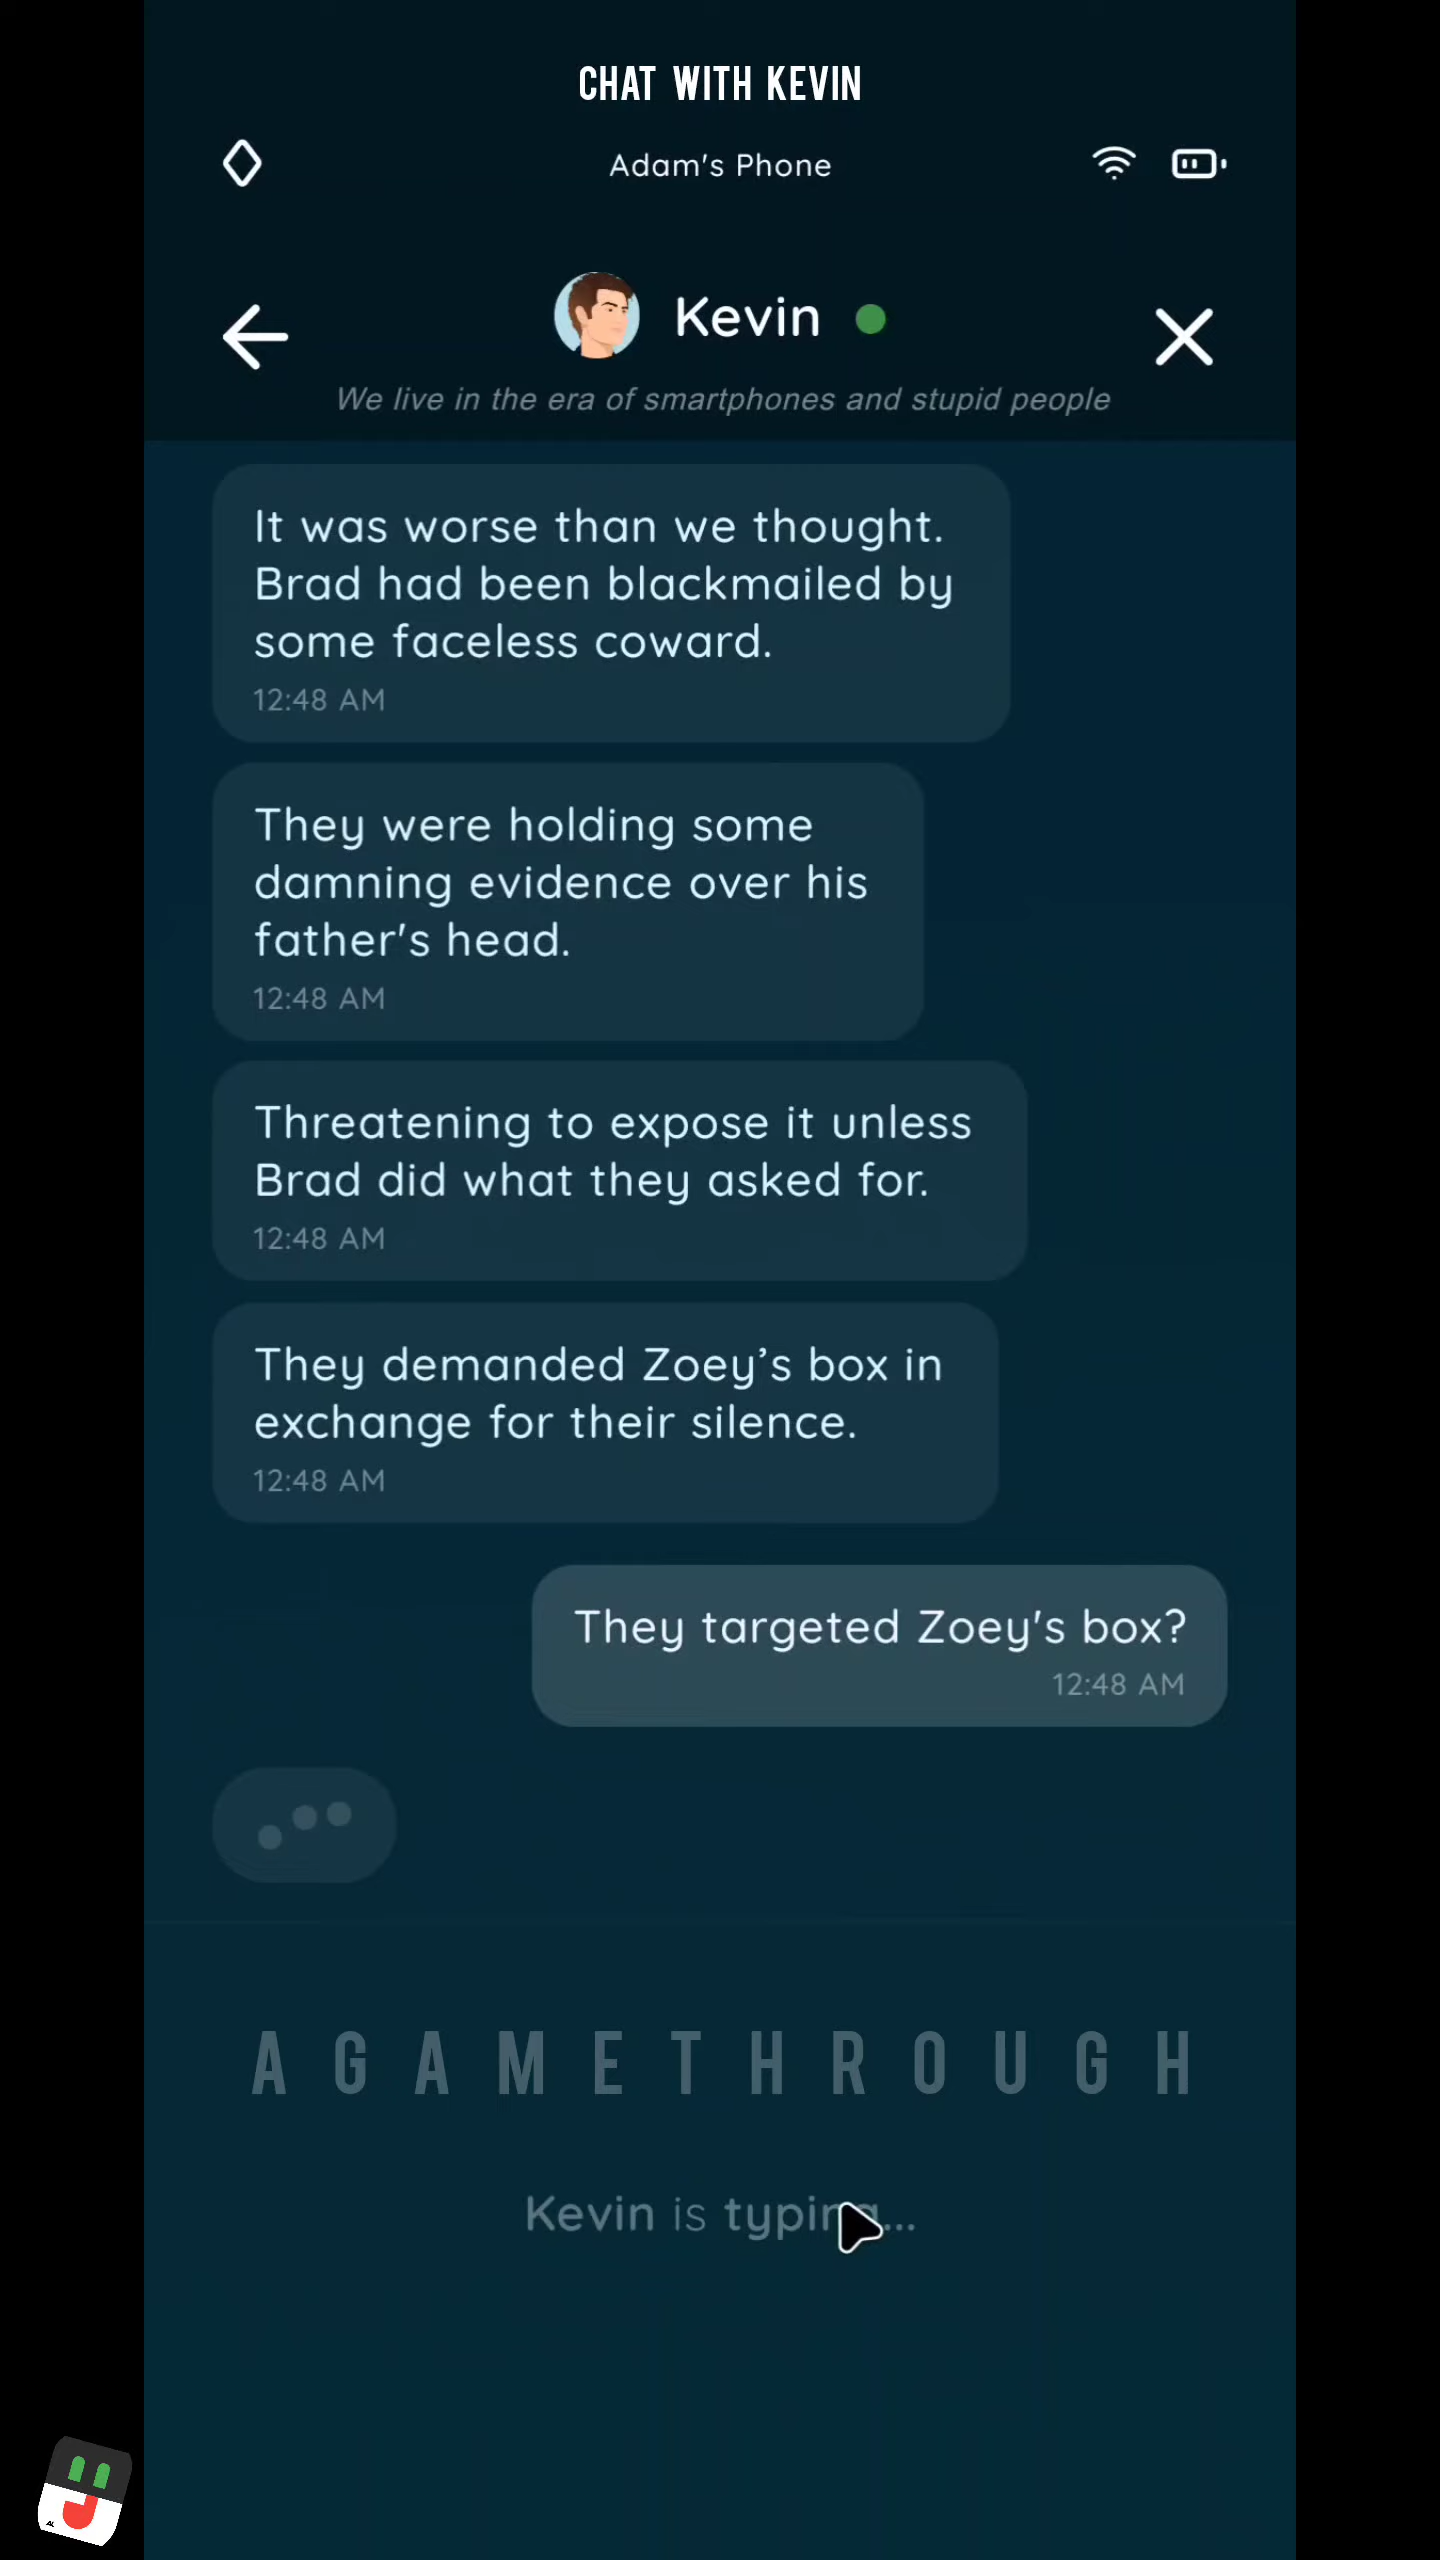 CHAT WITH KEVIN
Adam's Phone
Kevin
We live in the era of smartphones and stupid people
It was worse than we thought.
Brad had been blackmailed by
some faceless coward.
12:48 AM
They were holding some
damning evidence over his
father's head.
12:48 AM
Threatening to expose it unless
Brad did what they asked for.
12:48 AM
They demanded Zoey’s box in
exchange for their silence.
12:48 AM
They targeted Zoey's box?
12:48 AM
AGAMETHROUGH
Kevin is typing...